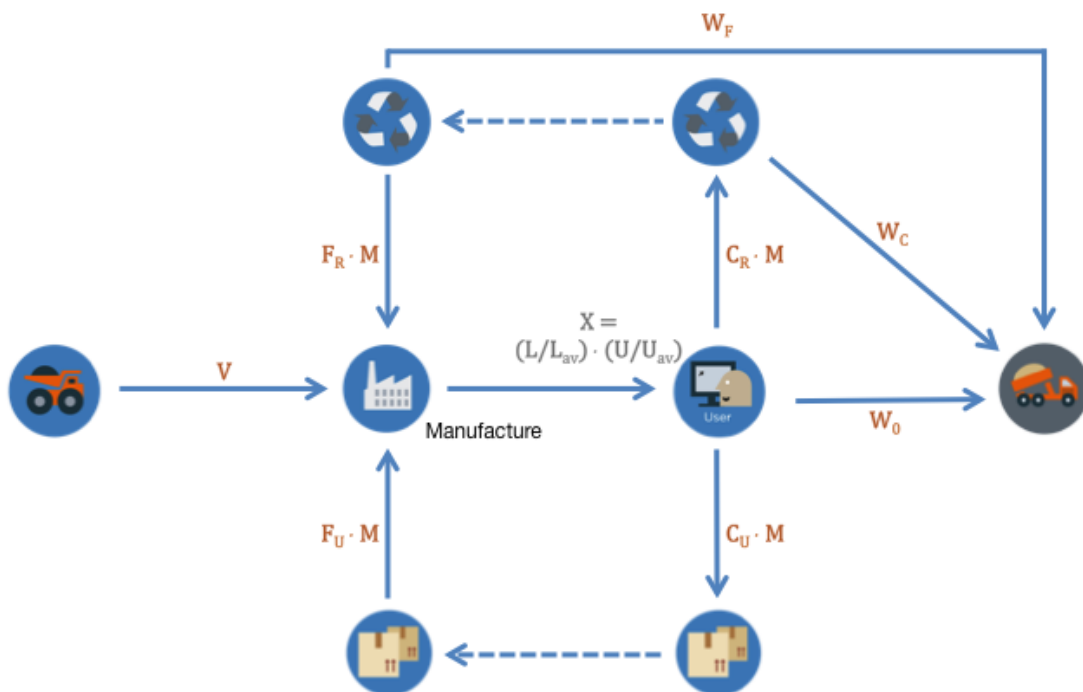 W_F
W_C
F_R · M
C_R · M
X =
(L/L_av) · (U/U_av)
V
User
Manufacture
W_0
F_U · M
C_U · M